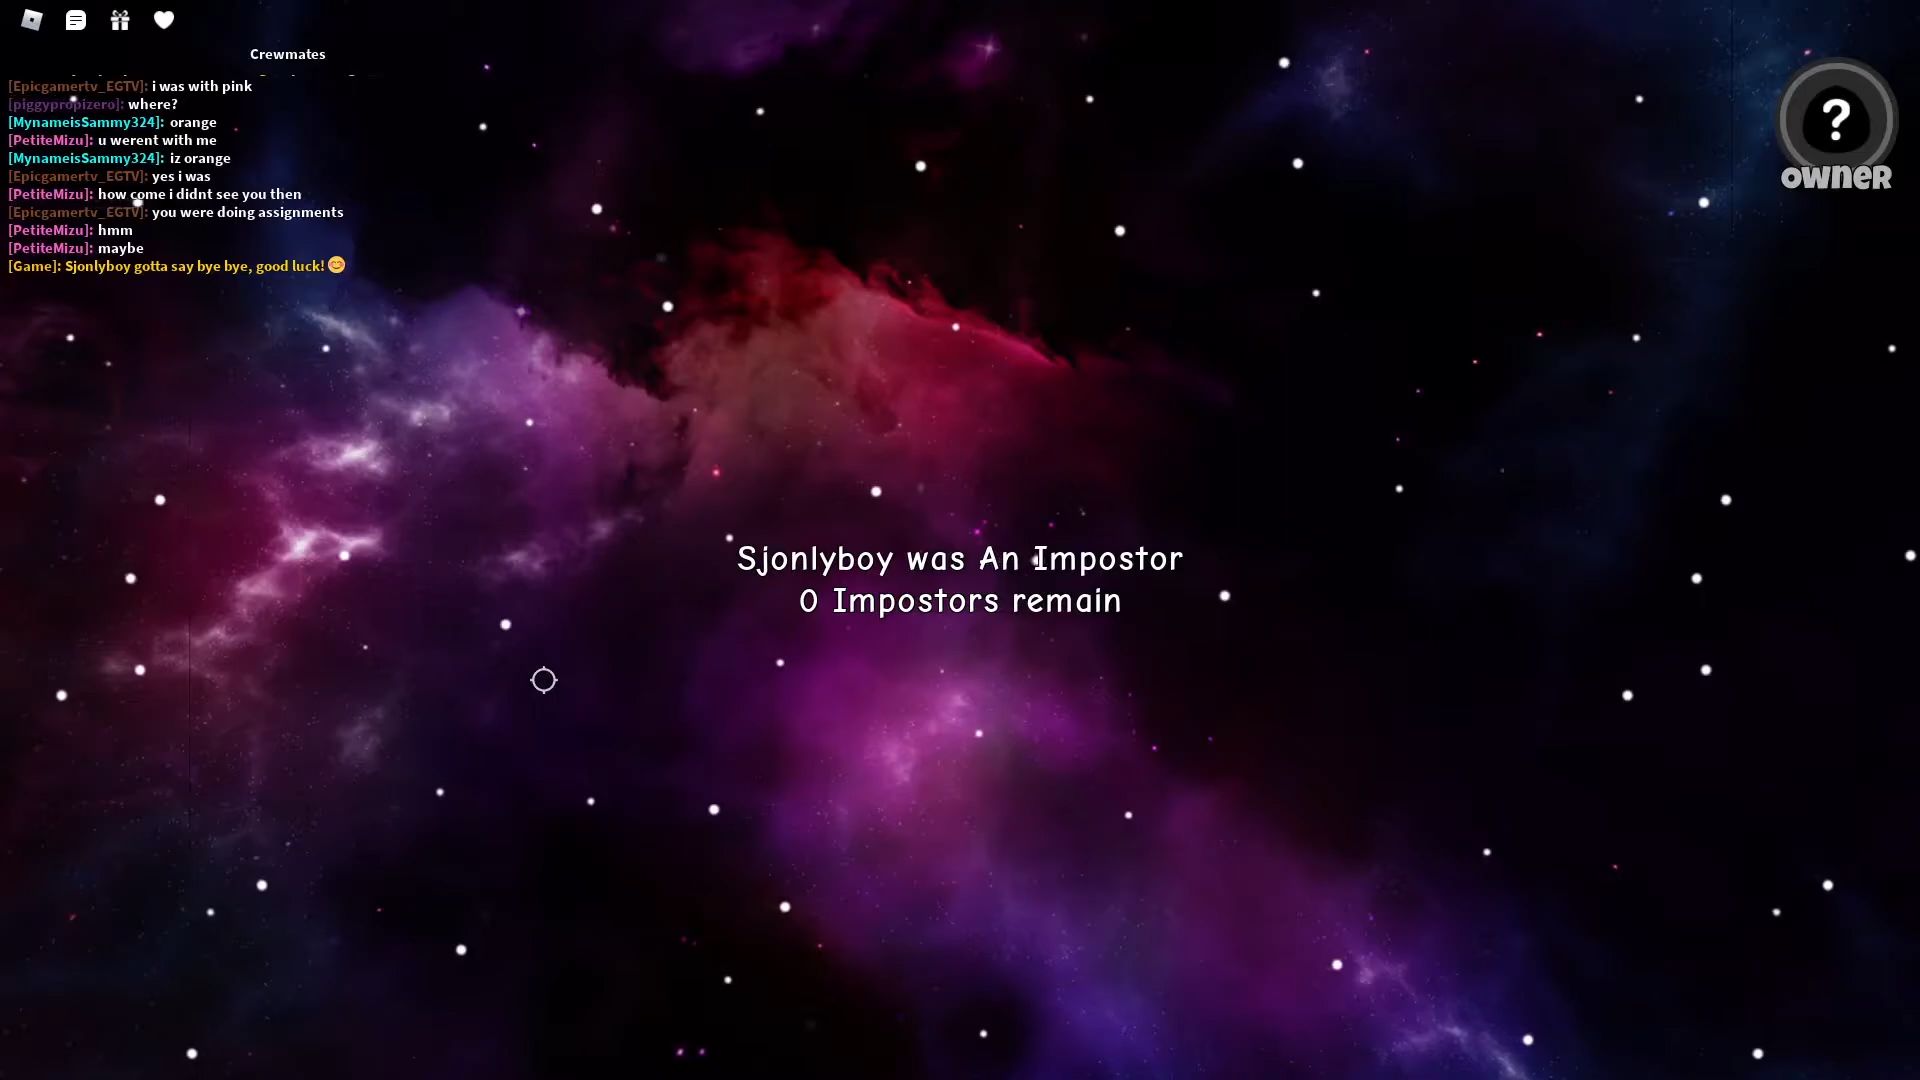 Crewmates
[Epicgamertv_EGTV]: i was with pink
[piggypropizero]: where?
[MynameisSammy324]: orange
[PetiteMizu]: u werent with me
[MynameisSammy324]: iz orange
[Epicgamertv_EGTV]: yes i was
[PetiteMizu]: how come i didnt see you then
[Epicgamertv_EGTV]: you were doing assignments
[PetiteMizu]: hmm
[PetiteMizu]: maybe
[Game]: Sjonlyboy gotta say bye bye, good luck! 😊
?
OWNER
Sjonlyboy was An Impostor
0 Impostors remain